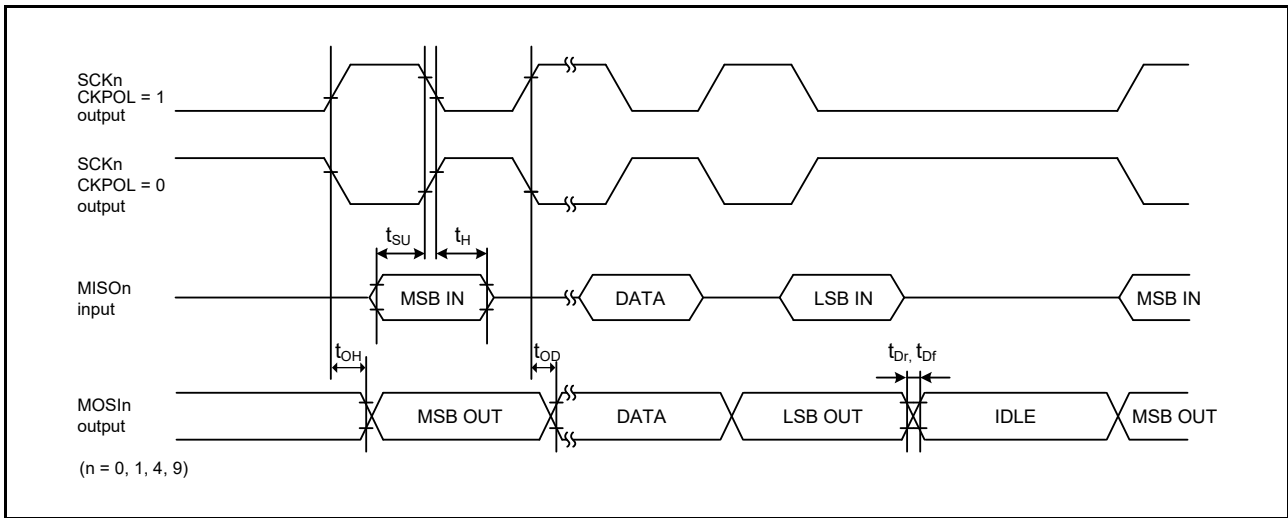 SCKn
CKPOL = 1
output
SCKn
CKPOL = 0
output
tSU
tH
MISOn
input
MSB IN
DATA
LSB IN
MSB IN
tOH
tOD
tDr, tDf
MOSIn
output
MSB OUT
DATA
LSB OUT
IDLE
MSB OUT
(n = 0, 1, 4, 9)